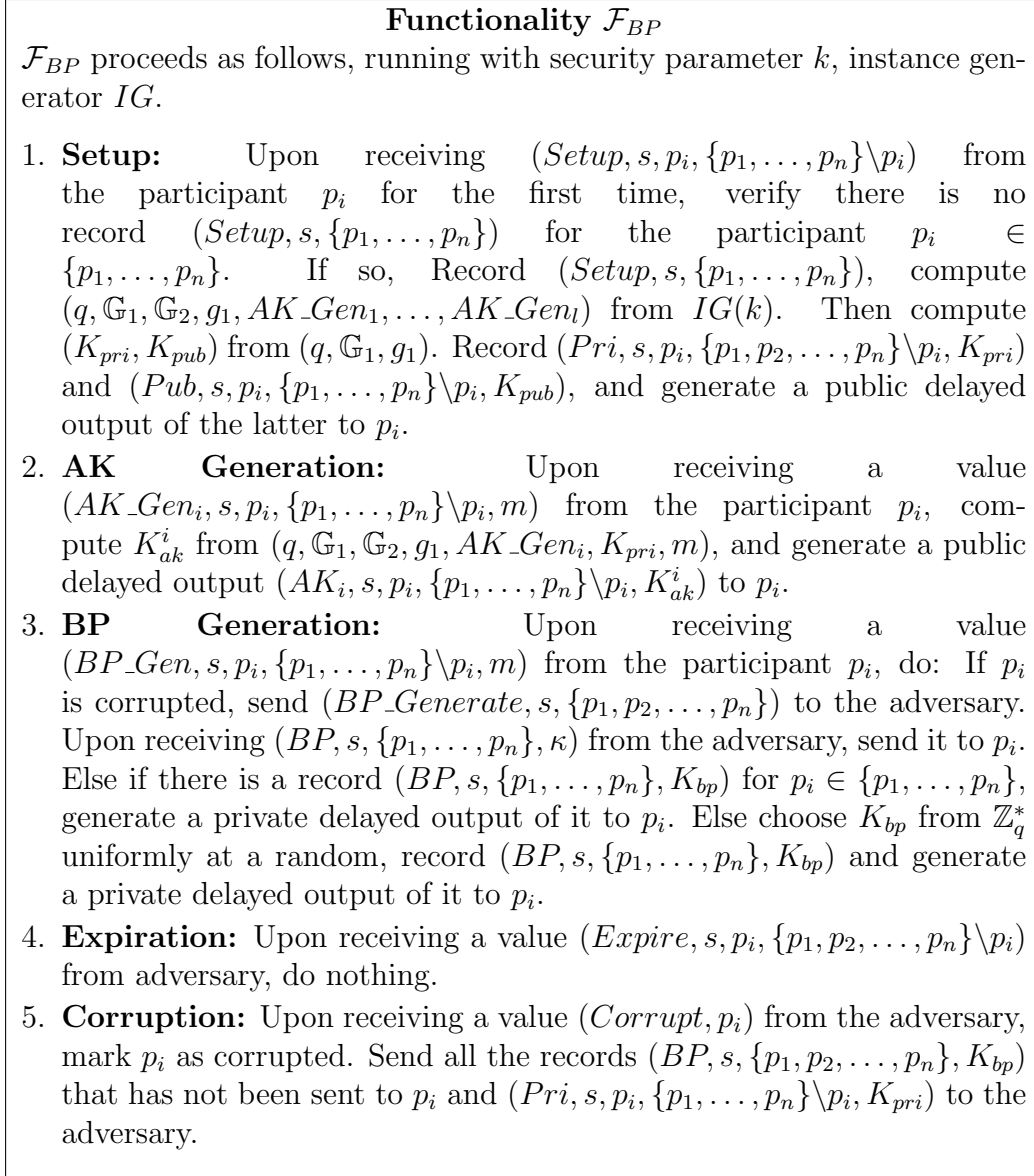 Functionality 𝓕_BP
𝓕_BP proceeds as follows, running with security parameter k, instance gen-
erator IG.
1. Setup: Upon receiving (Setup, s, p_i, {p_1, . . . , p_n}\p_i) from
the participant p_i for the first time, verify there is no
record (Setup, s, {p_1, . . . , p_n}) for the participant p_i ∈
{p_1, . . . , p_n}. If so, Record (Setup, s, {p_1, . . . , p_n}), compute
(q, 𝔾_1, 𝔾_2, g_1, AK_Gen_1, . . . , AK_Gen_l) from IG(k). Then compute
(K_pri, K_pub) from (q, 𝔾_1, g_1). Record (Pri, s, p_i, {p_1, p_2, . . . , p_n}\p_i, K_pri)
and (Pub, s, p_i, {p_1, . . . , p_n}\p_i, K_pub), and generate a public delayed
output of the latter to p_i.
2. AK Generation: Upon receiving a value
(AK_Gen_i, s, p_i, {p_1, . . . , p_n}\p_i, m) from the participant p_i, com-
pute K^i_ak from (q, 𝔾_1, 𝔾_2, g_1, AK_Gen_i, K_pri, m), and generate a public
delayed output (AK_i, s, p_i, {p_1, . . . , p_n}\p_i, K^i_ak) to p_i.
3. BP Generation: Upon receiving a value
(BP_Gen, s, p_i, {p_1, . . . , p_n}\p_i, m) from the participant p_i, do: If p_i
is corrupted, send (BP_Generate, s, {p_1, p_2, . . . , p_n}) to the adversary.
Upon receiving (BP, s, {p_1, . . . , p_n}, κ) from the adversary, send it to p_i.
Else if there is a record (BP, s, {p_1, . . . , p_n}, K_bp) for p_i ∈ {p_1, . . . , p_n},
generate a private delayed output of it to p_i. Else choose K_bp from ℤ*_q
uniformly at a random, record (BP, s, {p_1, . . . , p_n}, K_bp) and generate
a private delayed output of it to p_i.
4. Expiration: Upon receiving a value (Expire, s, p_i, {p_1, p_2, . . . , p_n}\p_i)
from adversary, do nothing.
5. Corruption: Upon receiving a value (Corrupt, p_i) from the adversary,
mark p_i as corrupted. Send all the records (BP, s, {p_1, p_2, . . . , p_n}, K_bp)
that has not been sent to p_i and (Pri, s, p_i, {p_1, . . . , p_n}\p_i, K_pri) to the
adversary.